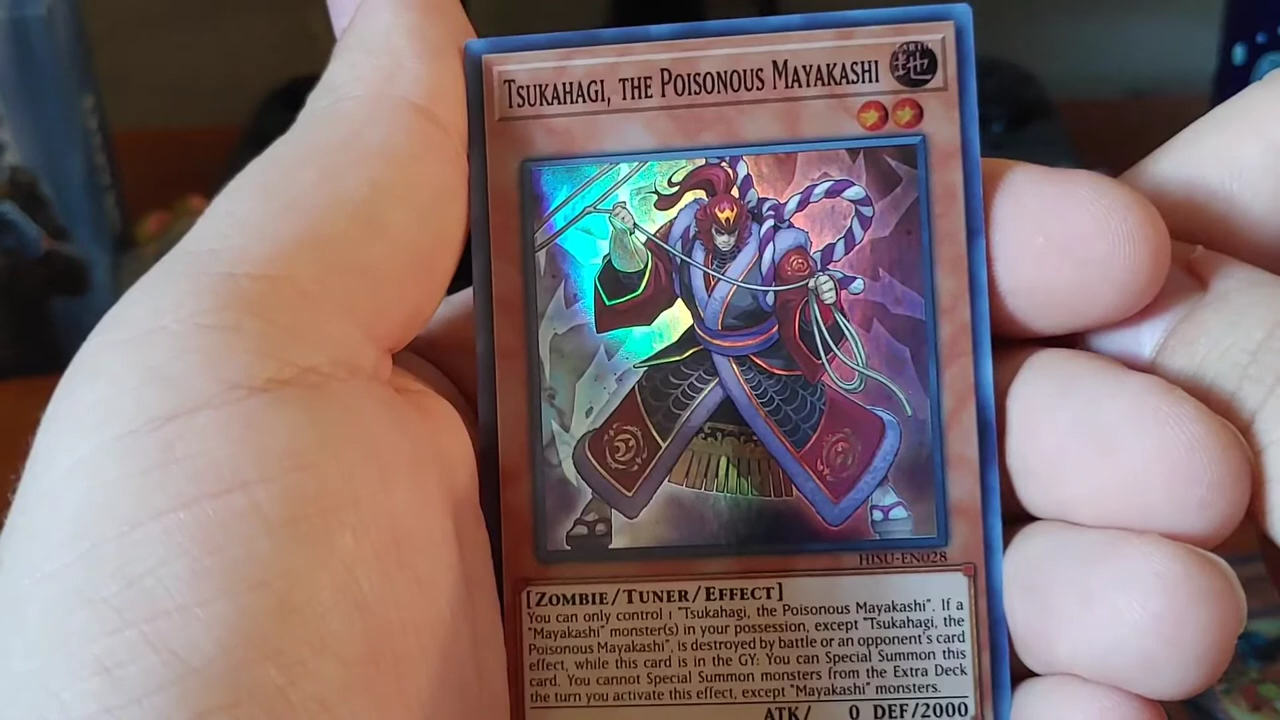 TSUKAHAGI, THE POISONOUS MAYAKASHI
EARTH
地
HISU-EN028
[ZOMBIE/TUNER/EFFECT]
You can only control 1 "Tsukahagi, the Poisonous Mayakashi". If a
"Mayakashi" monster(s) in your possession, except "Tsukahagi, the
Poisonous Mayakashi", is destroyed by battle or an opponent's card
effect, while this card is in the GY: You can Special Summon this
card. You cannot Special Summon monsters from the Extra Deck
the turn you activate this effect, except "Mayakashi" monsters.
ATK/ 0 DEF/2000